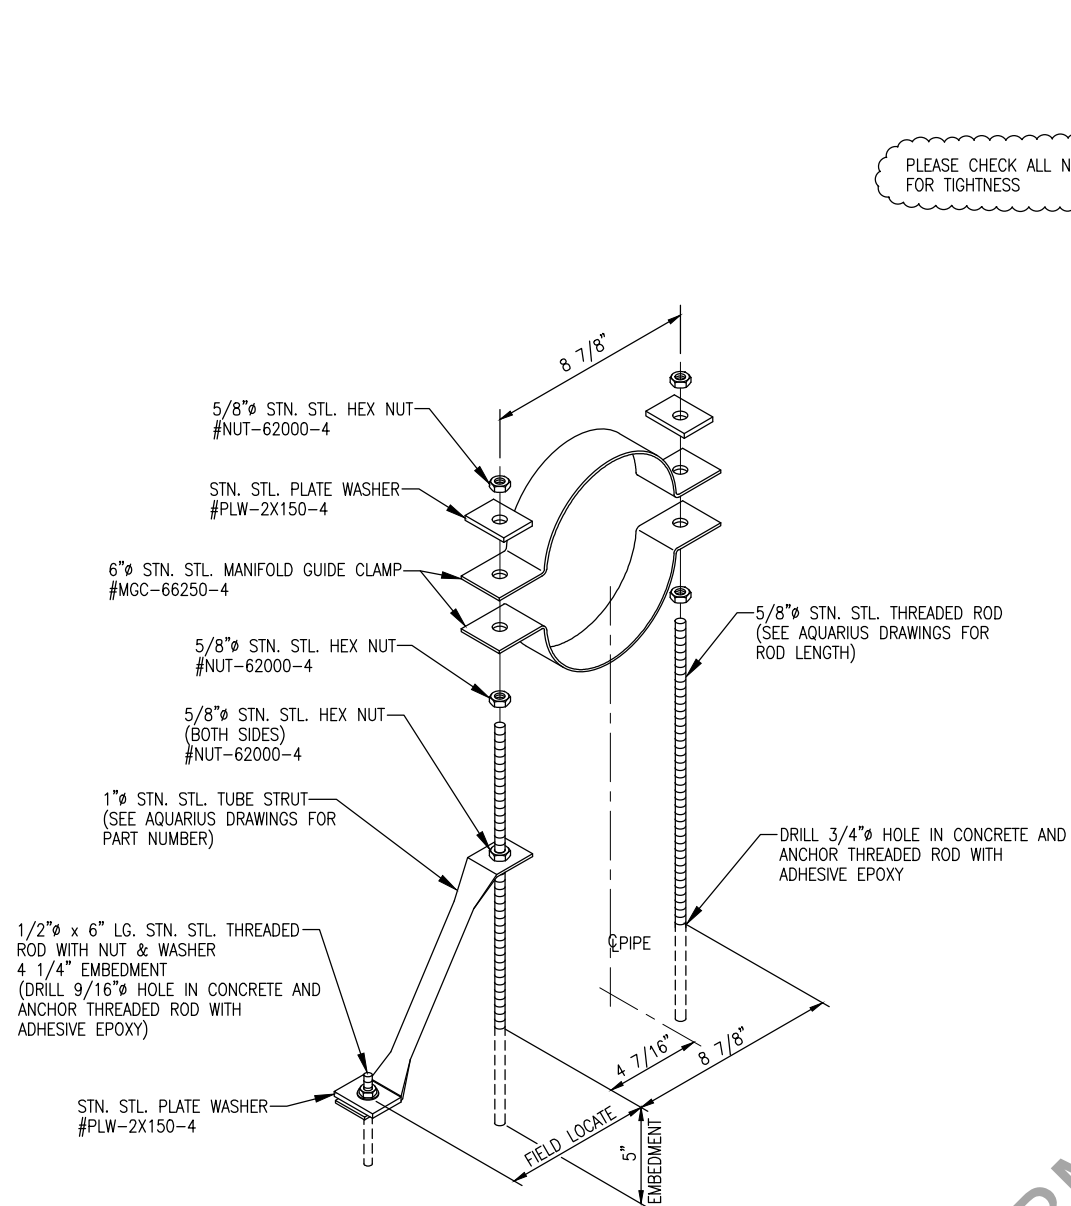 PLEASE CHECK ALL N
FOR TIGHTNESS
8 7/8"
5/8"ø STN. STL. HEX NUT
#NUT-62000-4
STN. STL. PLATE WASHER
#PLW-2X150-4
6"ø STN. STL. MANIFOLD GUIDE CLAMP
#MGC-66250-4
5/8"ø STN. STL. HEX NUT
#NUT-62000-4
5/8"ø STN. STL. THREADED ROD
(SEE AQUARIUS DRAWINGS FOR
ROD LENGTH)
5/8"ø STN. STL. HEX NUT
(BOTH SIDES)
#NUT-62000-4
1"ø STN. STL. TUBE STRUT
(SEE AQUARIUS DRAWINGS FOR
PART NUMBER)
DRILL 3/4"ø HOLE IN CONCRETE AND
ANCHOR THREADED ROD WITH
ADHESIVE EPOXY
1/2"ø x 6" LG. STN. STL. THREADED
ROD WITH NUT & WASHER
4 1/4" EMBEDMENT
(DRILL 9/16"ø HOLE IN CONCRETE AND
ANCHOR THREADED ROD WITH
ADHESIVE EPOXY)
℄ PIPE
4 7/16"
8 7/8"
STN. STL. PLATE WASHER
#PLW-2X150-4
FIELD LOCATE
5"
EMBEDMENT